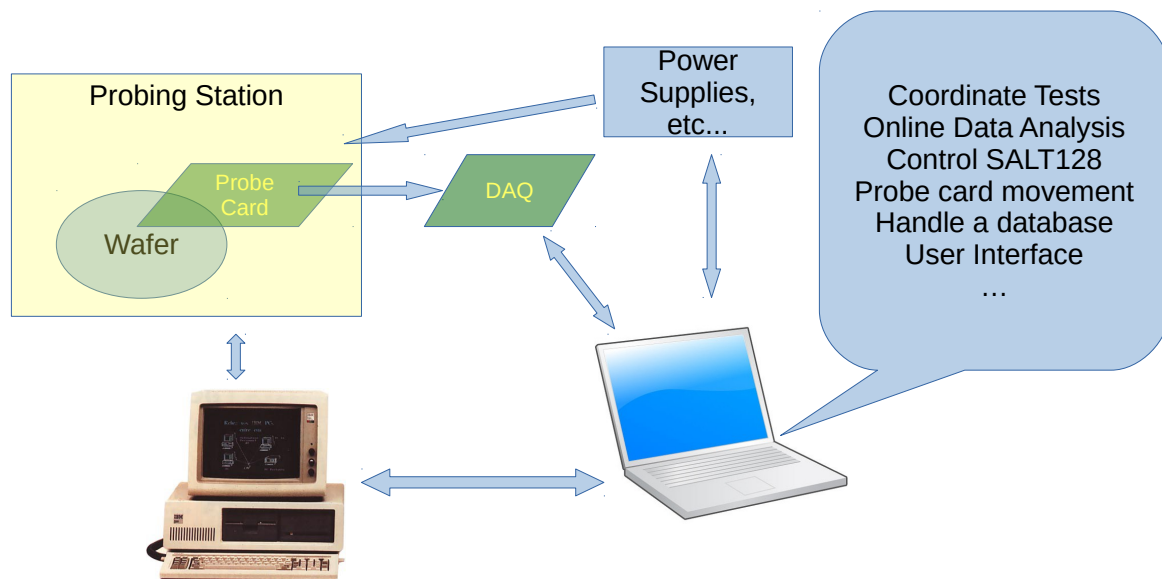 Probing Station
Power
Supplies,
etc...
Coordinate Tests
Online Data Analysis
Control SALT128
Probe card movement
Handle a database
User Interface
...
Probe
Card
DAQ
Wafer
IBM